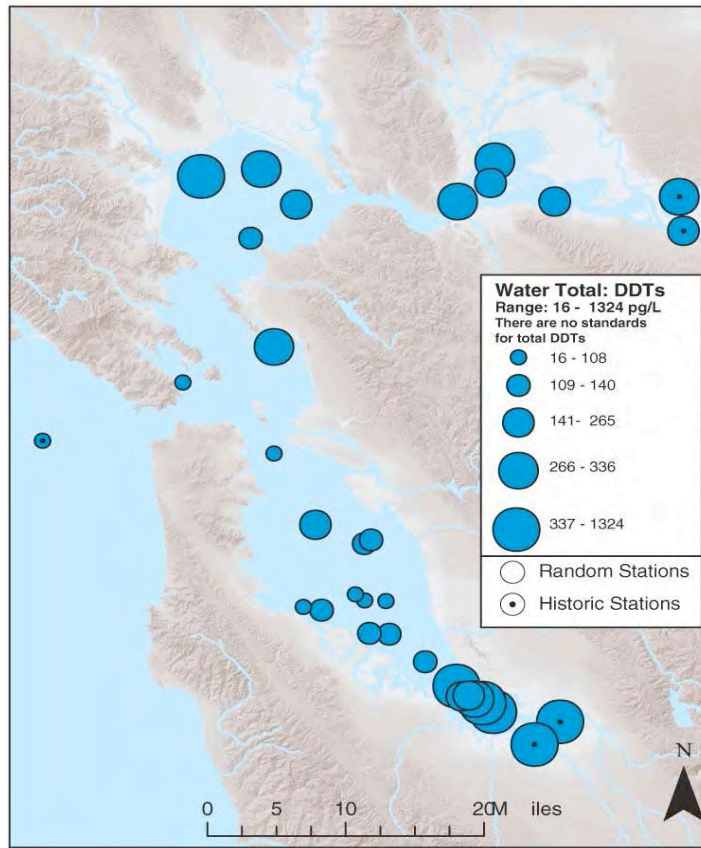 Water Total: DDTs
Range: 16 - 1324 pg/L
There are no standards
for total DDTs
16 - 108
109 - 140
141- 265
266 - 336
337 - 1324
Random Stations
Historic Stations
N
0 5 10 20M iles